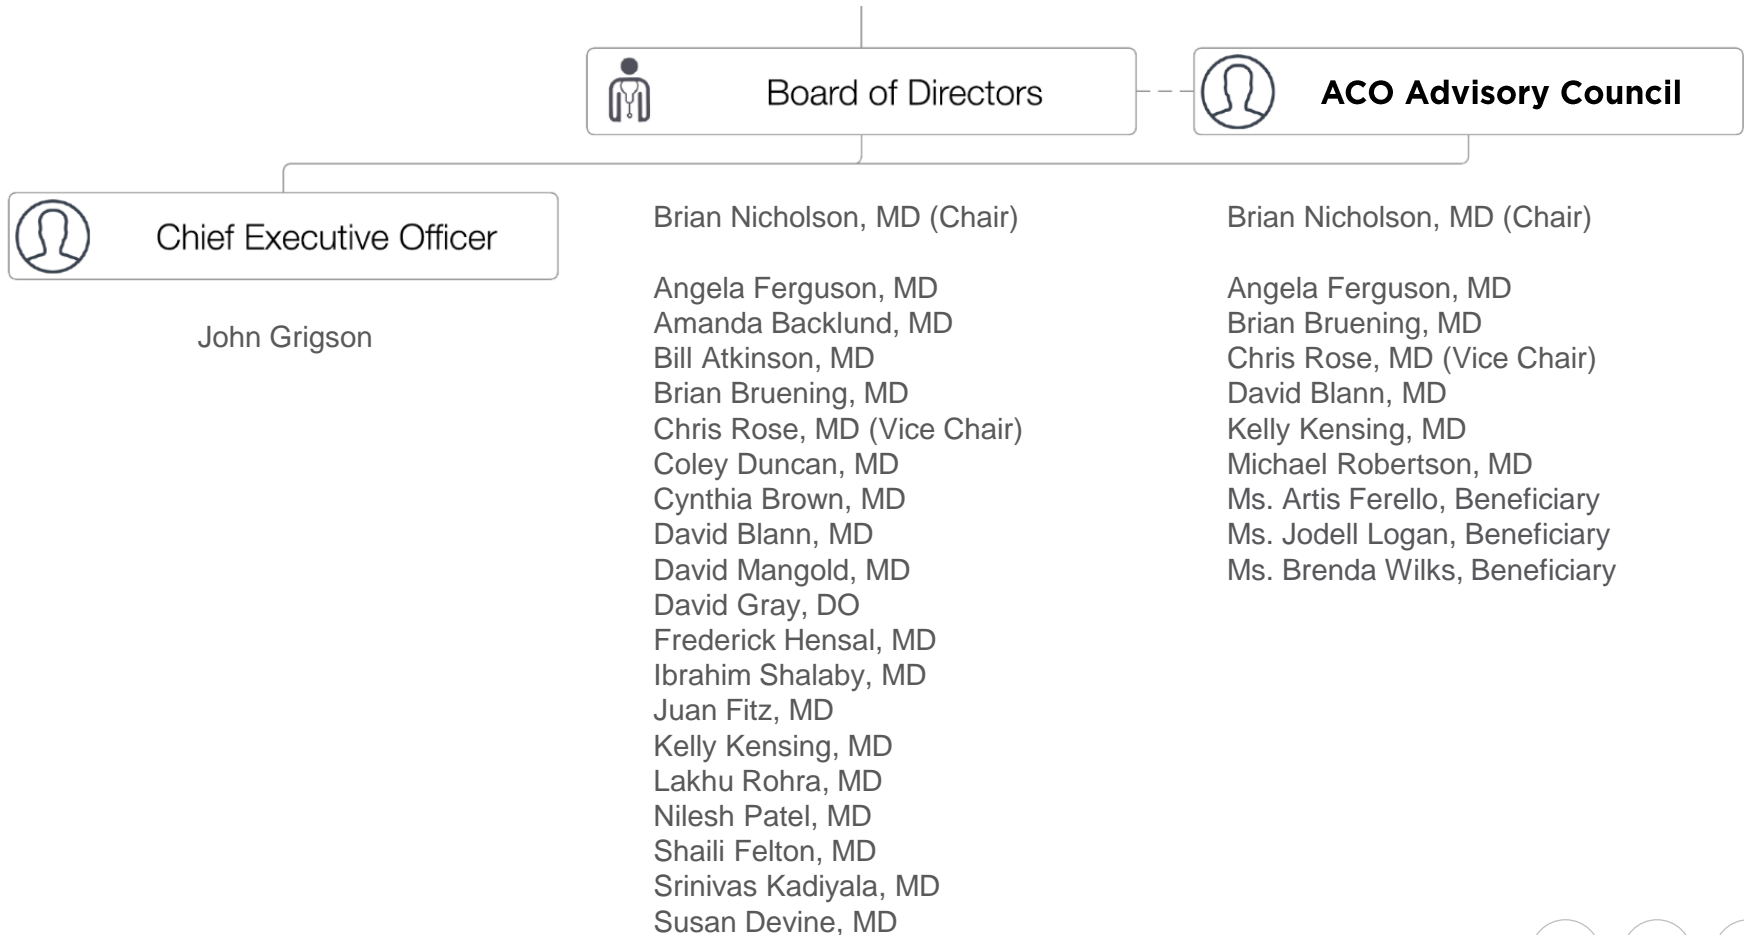 Board of Directors
ACO Advisory Council
Chief Executive Officer
John Grigson
Brian Nicholson, MD (Chair)
Angela Ferguson, MD
Amanda Backlund, MD
Bill Atkinson, MD
Brian Bruening, MD
Chris Rose, MD (Vice Chair)
Coley Duncan, MD
Cynthia Brown, MD
David Blann, MD
David Mangold, MD
David Gray, DO
Frederick Hensal, MD
Ibrahim Shalaby, MD
Juan Fitz, MD
Kelly Kensing, MD
Lakhu Rohra, MD
Nilesh Patel, MD
Shaili Felton, MD
Srinivas Kadiyala, MD
Susan Devine, MD
Brian Nicholson, MD (Chair)
Angela Ferguson, MD
Brian Bruening, MD
Chris Rose, MD (Vice Chair)
David Blann, MD
Kelly Kensing, MD
Michael Robertson, MD
Ms. Artis Ferello, Beneficiary
Ms. Jodell Logan, Beneficiary
Ms. Brenda Wilks, Beneficiary